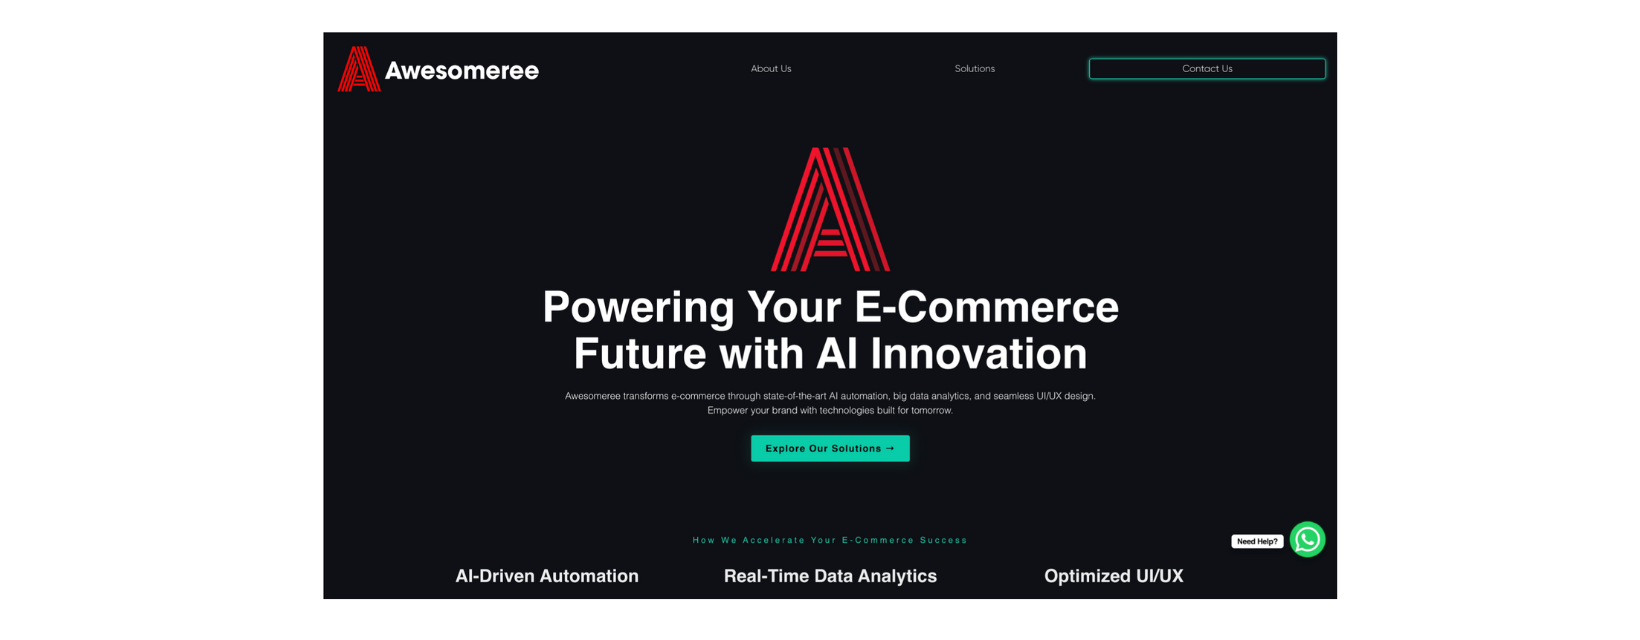 Awesomeree
About Us
Solutions
Contact Us
Powering Your E-Commerce
Future with AI Innovation
Awesomeree transforms e-commerce through state-of-the-art AI automation, big data analytics, and seamless UI/UX design.
Empower your brand with technologies built for tomorrow.
Explore Our Solutions →
How We Accelerate Your E-Commerce Success
Need Help?
AI-Driven Automation
Real-Time Data Analytics
Optimized UI/UX